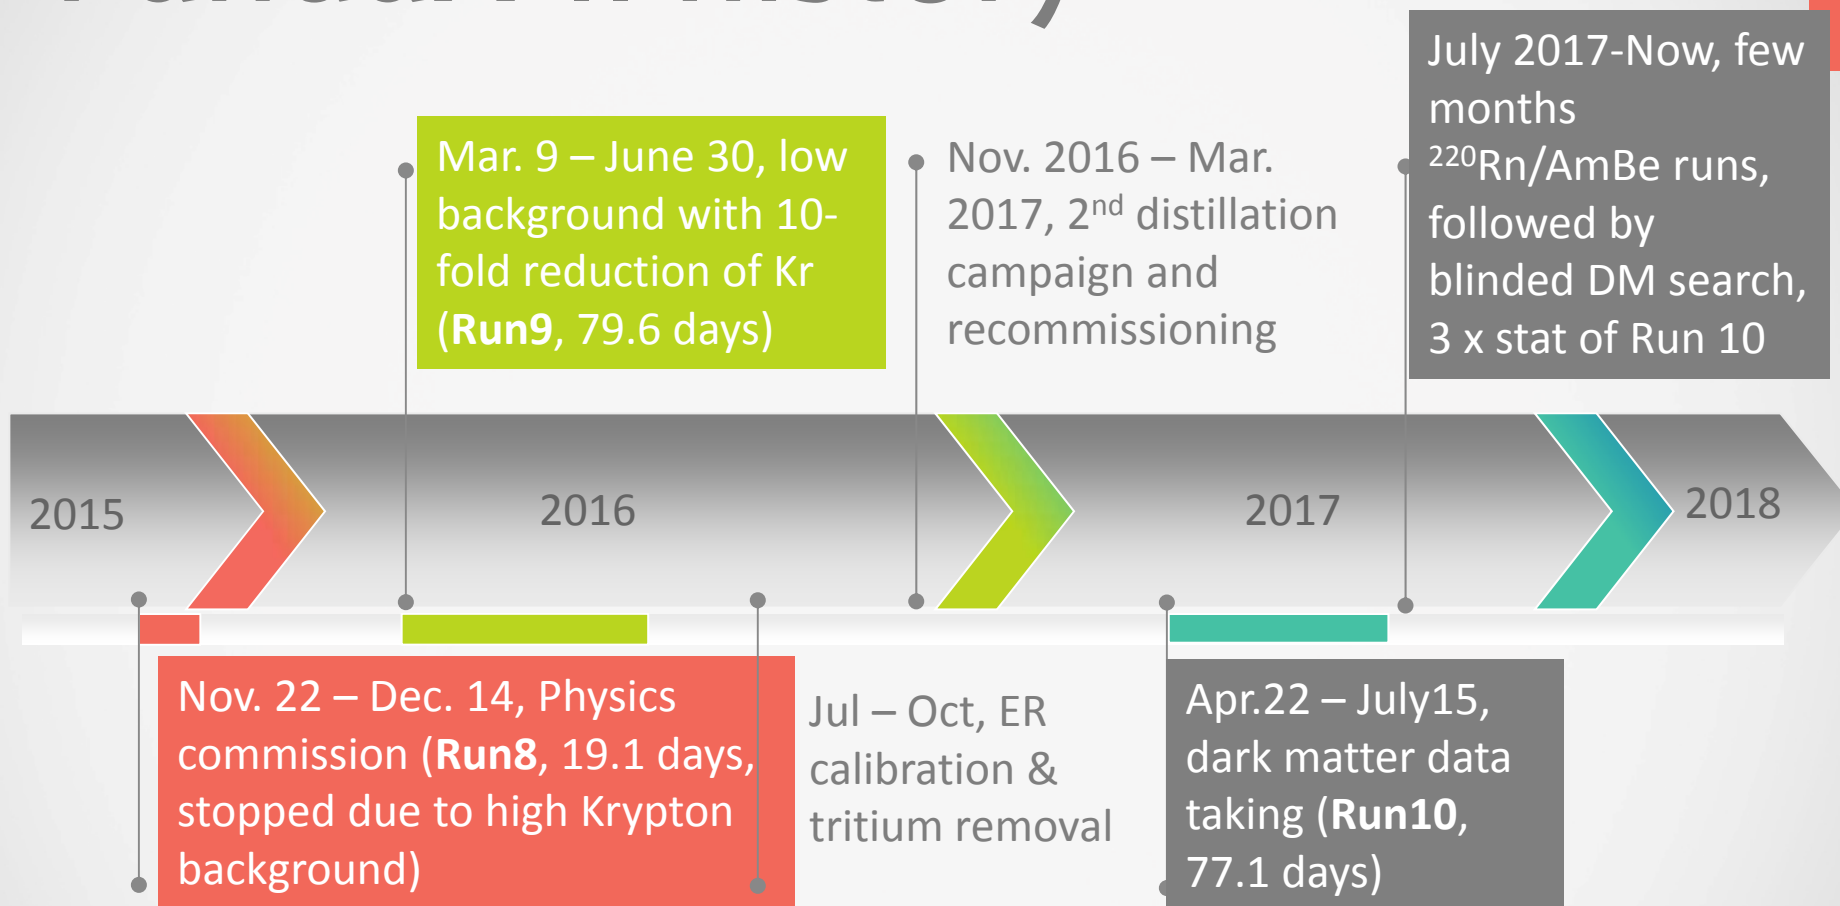 July 2017-Now, few
months
²²⁰Rn/AmBe runs,
followed by
blinded DM search,
3 x stat of Run 10
Mar. 9 – June 30, low
background with 10-
fold reduction of Kr
(Run9, 79.6 days)
Nov. 2016 – Mar.
2017, 2ⁿᵈ distillation
campaign and
recommissioning
2015
2016
2017
2018
Nov. 22 – Dec. 14, Physics
commission (Run8, 19.1 days,
stopped due to high Krypton
background)
Jul – Oct, ER
calibration &
tritium removal
Apr.22 – July15,
dark matter data
taking (Run10,
77.1 days)